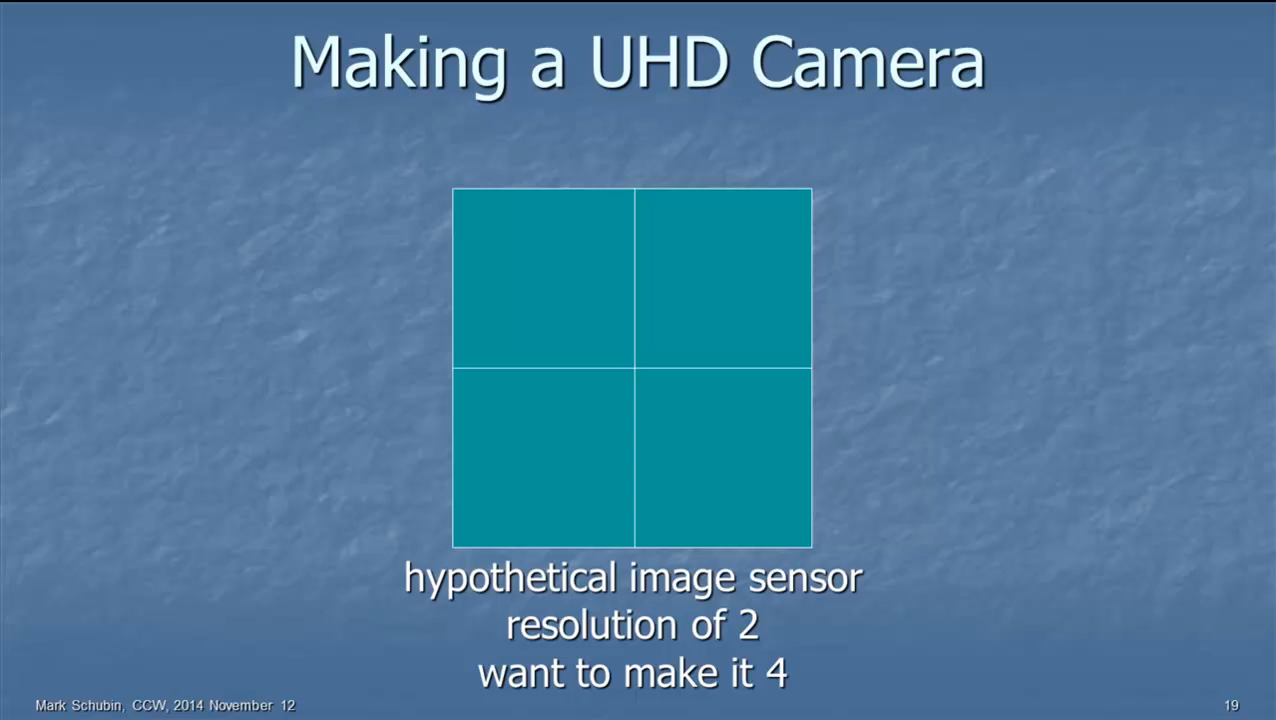 Making a UHD Camera
hypothetical image sensor
resolution of 2
want to make it 4
Mark Schubin, CCW, 2014 November 12
19